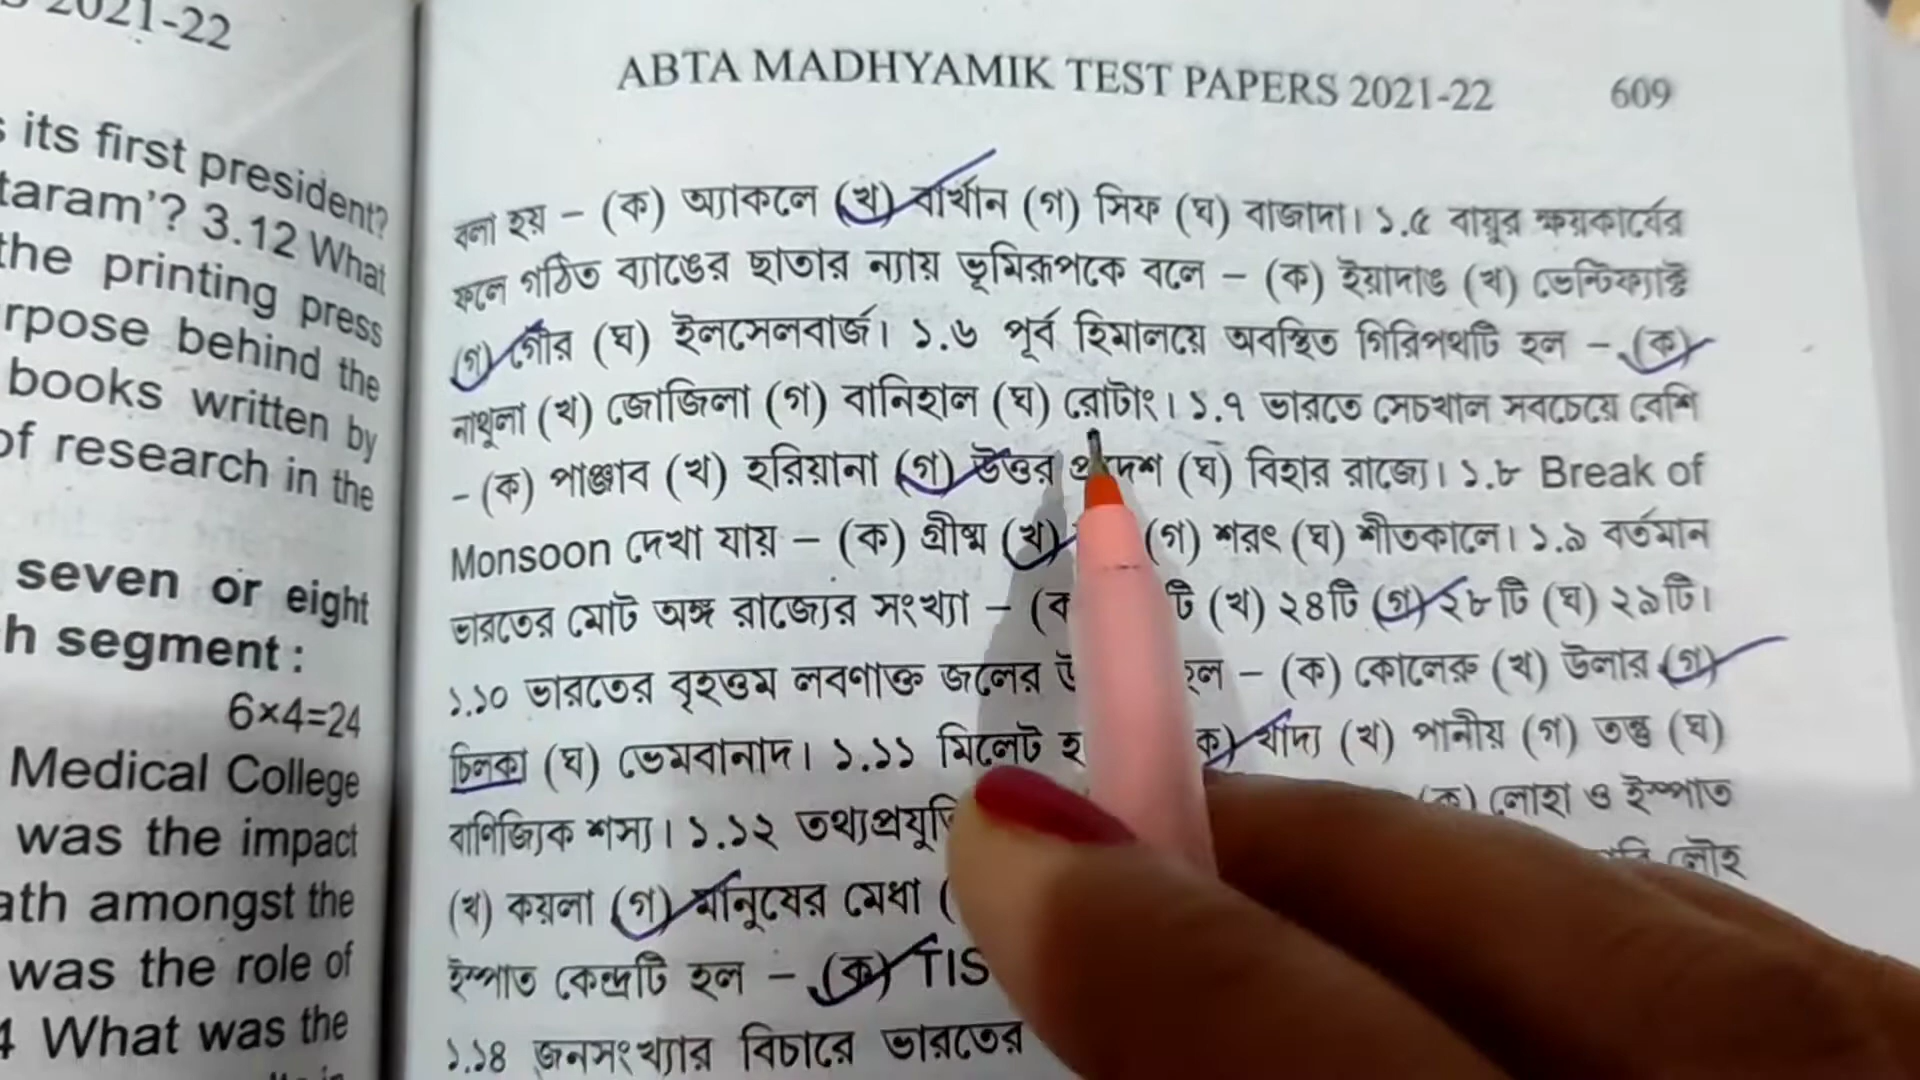 2021-22
its first president?
taram'? 3.12 What
the printing press
rpose behind the
books written by
of research in the
seven or eight
h segment :
6×4=24
Medical College
was the impact
ath amongst the
was the role of
4 What was the
ABTA MADHYAMIK TEST PAPERS 2021-22 609
বলা হয় – (ক) অ্যাকলে (খ) বার্খান (গ) সিফ (ঘ) বাজাদা। ১.৫ বায়ুর ক্ষয়কার্যের
ফলে গঠিত ব্যাঙের ছাতার ন্যায় ভূমিরূপকে বলে – (ক) ইয়াদাঙ (খ) ভেন্টিফ্যাক্ট
(গ) গৌর (ঘ) ইলসেলবার্জ। ১.৬ পূর্ব হিমালয়ে অবস্থিত গিরিপথটি হল – (ক)
নাথুলা (খ) জোজিলা (গ) বানিহাল (ঘ) রোটাং। ১.৭ ভারতে সেচখাল সবচেয়ে বেশি
– (ক) পাঞ্জাব (খ) হরিয়ানা (গ) উত্তর প্রদেশ (ঘ) বিহার রাজ্যে। ১.৮ Break of
Monsoon দেখা যায় – (ক) গ্রীষ্ম (খ) (গ) শরৎ (ঘ) শীতকালে। ১.৯ বর্তমান
ভারতের মোট অঙ্গ রাজ্যের সংখ্যা – (ক টি (খ) ২৪টি (গ) ২৮টি (ঘ) ২৯টি।
১.১০ ভারতের বৃহত্তম লবণাক্ত জলের হল – (ক) কোলেরু (খ) উলার (গ)
চিলকা (ঘ) ভেমবানাদ। ১.১১ মিলেট হ ক) খাদ্য (খ) পানীয় (গ) তন্তু (ঘ)
বাণিজ্যিক শস্য। ১.১২ তথ্যপ্রযুক্তি (ক) লোহা ও ইস্পাত
(খ) কয়লা (গ) মানুষের মেধা ( লৌহ
ইস্পাত কেন্দ্রটি হল – (ক) TIS
১.১৪ জনসংখ্যার বিচারে ভারতের